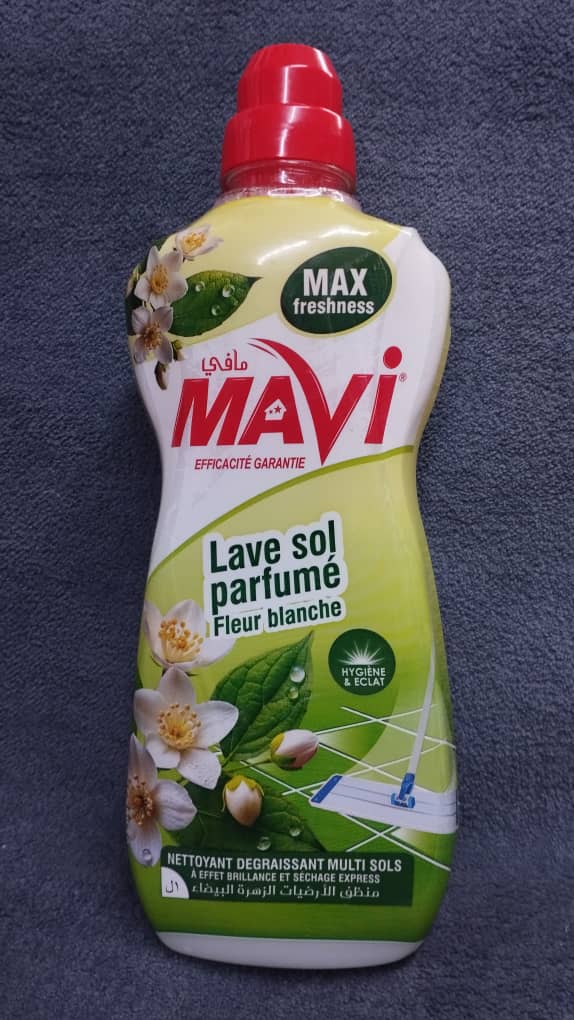 MAX
freshness
مافي
MAVi®
EFFICACITÉ GARANTIE
Lave sol
parfumé
Fleur blanche
HYGIÈNE
& ECLAT
NETTOYANT DEGRAISSANT MULTI SOLS
À EFFET BRILLANCE ET SÉCHAGE EXPRESS
منظف الأرضيات الزهرة البيضاء
1ل